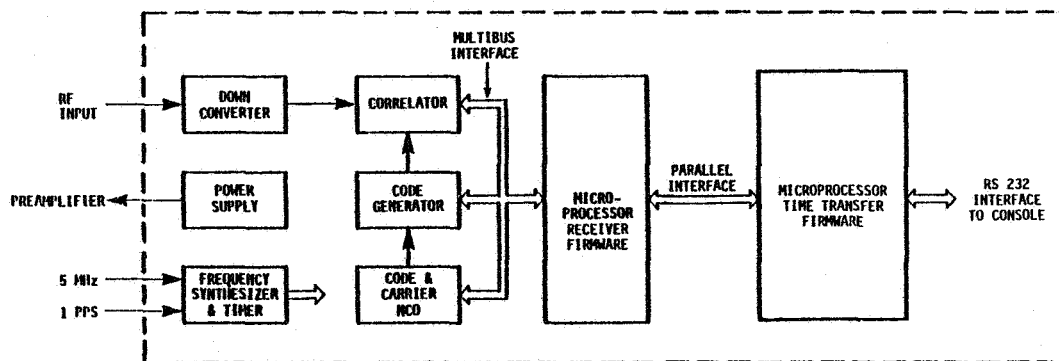 MULTIBUS
INTERFACE
RF
INPUT
DOWN
CONVERTER
CORRELATOR
PREAMPLIFIER
POWER
SUPPLY
CODE
GENERATOR
MICRO-
PROCESSOR
RECEIVER
FIRMWARE
PARALLEL
INTERFACE
MICROPROCESSOR
TIME TRANSFER
FIRMWARE
RS 232
INTERFACE
TO CONSOLE
5 MHz
1 PPS
FREQUENCY
SYNTHESIZER
& TIMER
CODE &
CARRIER
NCO